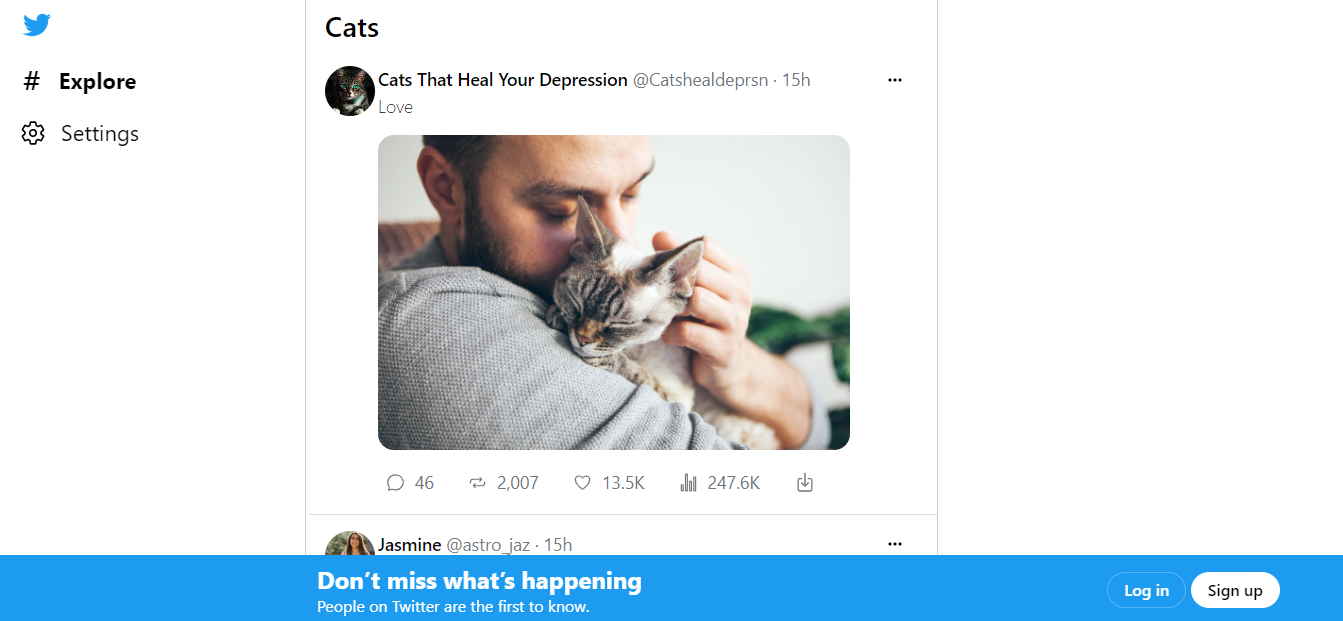 Cats
# Explore
Settings
Cats That Heal Your Depression @Catshealdeprsn · 15h
Love
46 2,007 13.5K 247.6K
Jasmine @astro_jaz · 15h
Don’t miss what’s happening
People on Twitter are the first to know.
Log in Sign up